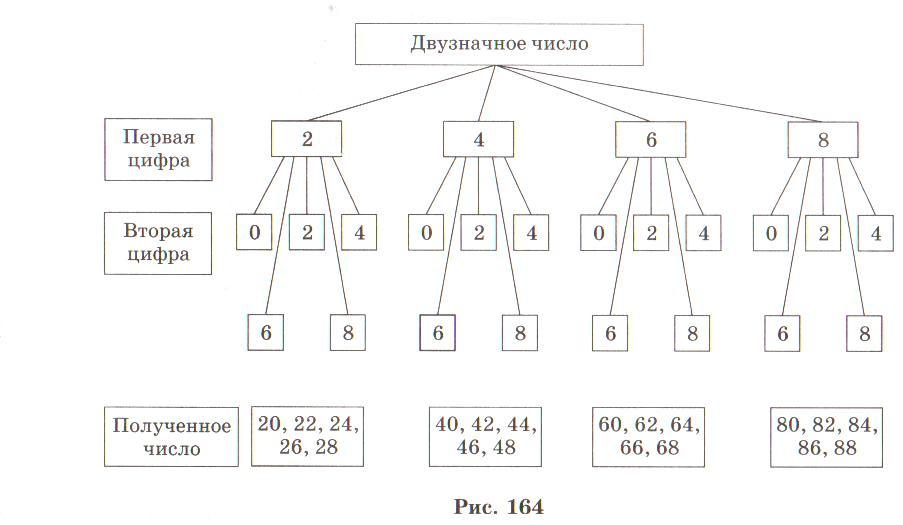 Двузначное число
Первая
цифра
2 4 6 8
Вторая
цифра
0 2 4 0 2 4 0 2 4 0 2 4
6 8 6 8 6 8 6 8
Полученное
число
20, 22, 24,
26, 28
40, 42, 44,
46, 48
60, 62, 64,
66, 68
80, 82, 84,
86, 88
Рис. 164